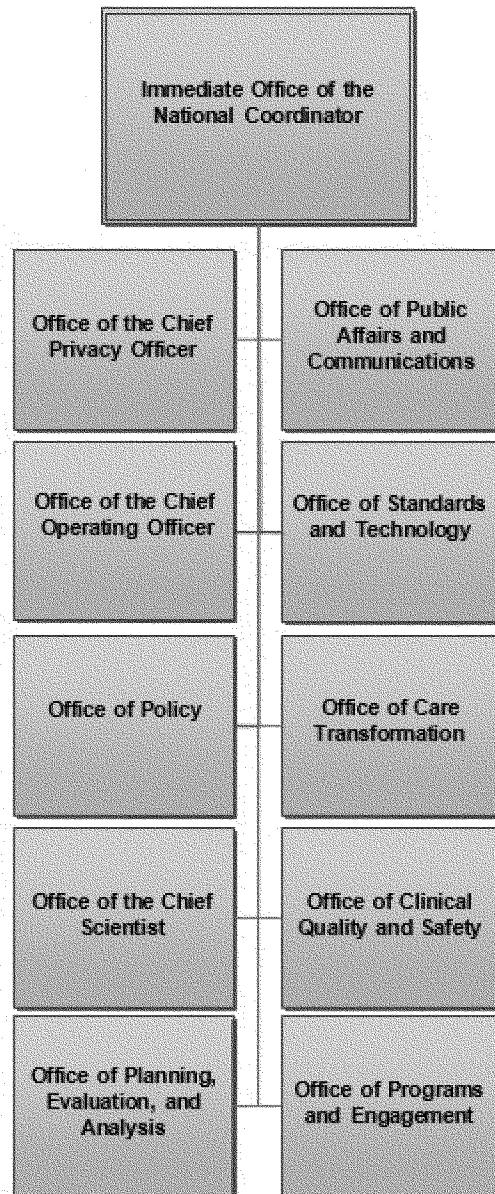 Immediate Office of the
National Coordinator
Office of the Chief
Privacy Officer
Office of Public
Affairs and
Communications
Office of the Chief
Operating Officer
Office of Standards
and Technology
Office of Policy
Office of Care
Transformation
Office of the Chief
Scientist
Office of Clinical
Quality and Safety
Office of Planning,
Evaluation, and
Analysis
Office of Programs
and Engagement